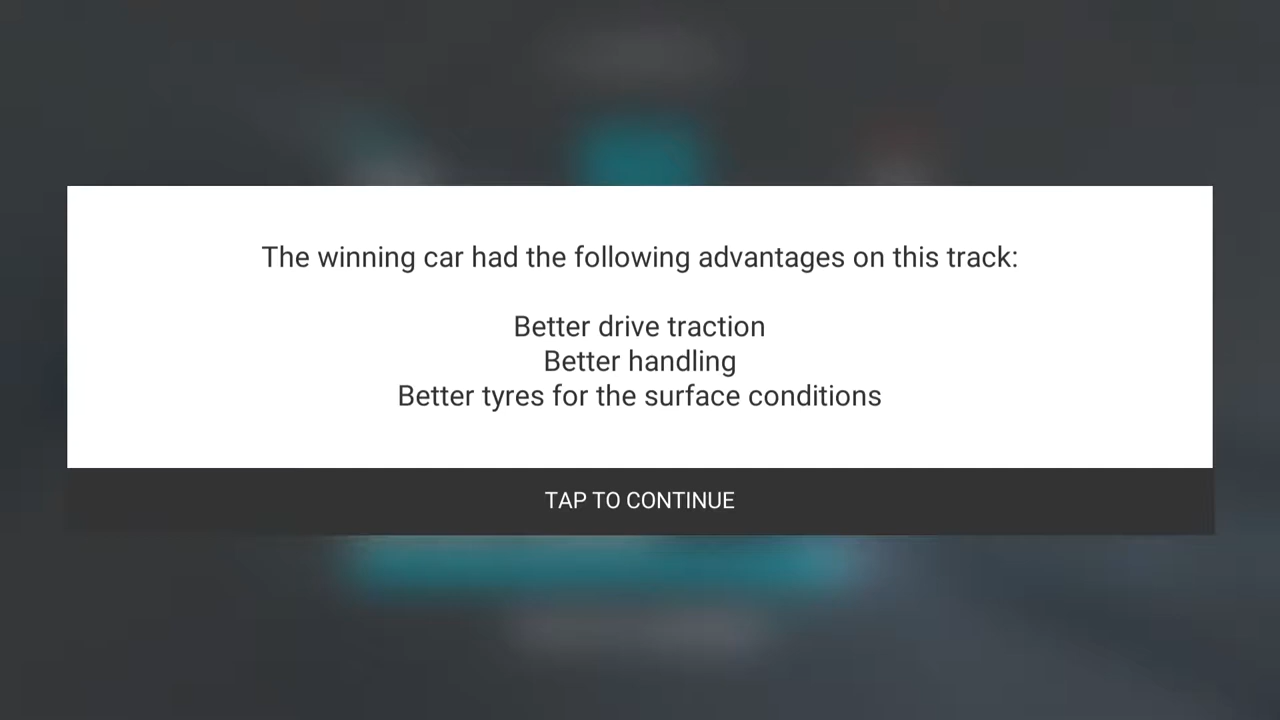 The winning car had the following advantages on this track:
Better drive traction
Better handling
Better tyres for the surface conditions
TAP TO CONTINUE